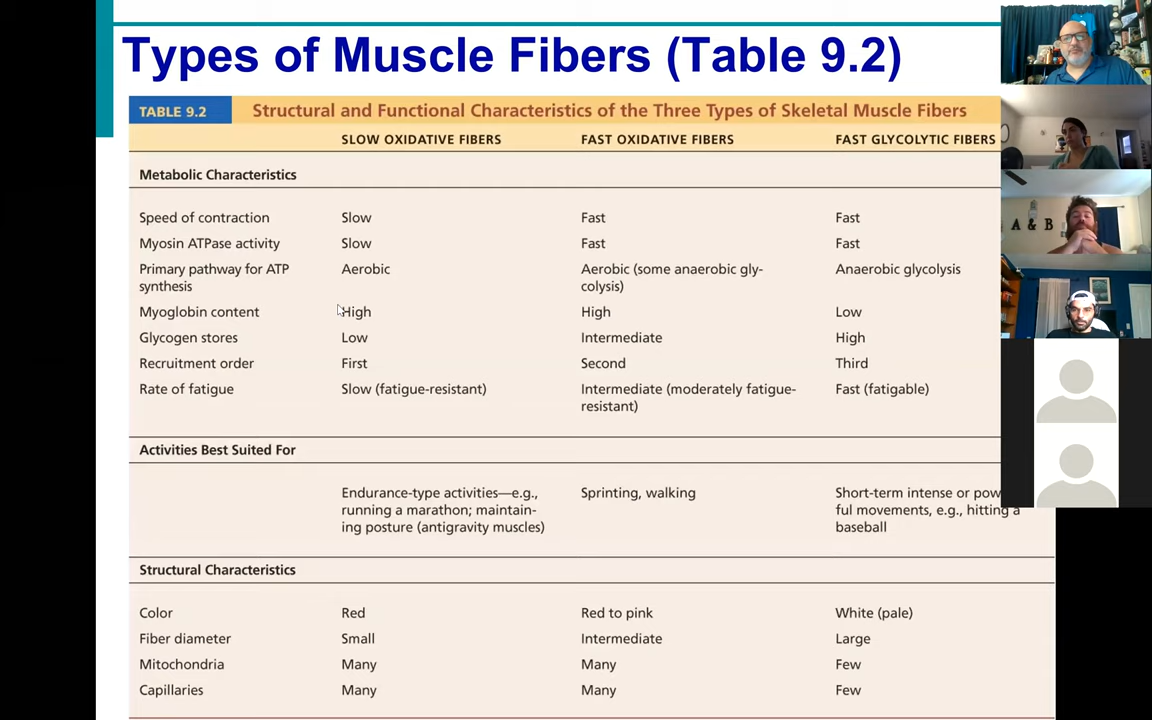 Types of Muscle Fibers (Table 9.2)
TABLE 9.2 Structural and Functional Characteristics of the Three Types of Skeletal Muscle Fibers
SLOW OXIDATIVE FIBERS FAST OXIDATIVE FIBERS FAST GLYCOLYTIC FIBERS
Metabolic Characteristics
Speed of contraction Slow Fast Fast
Myosin ATPase activity Slow Fast Fast
Primary pathway for ATP Aerobic Aerobic (some anaerobic gly- Anaerobic glycolysis
synthesis colysis)
Myoglobin content High High Low
Glycogen stores Low Intermediate High
Recruitment order First Second Third
Rate of fatigue Slow (fatigue-resistant) Intermediate (moderately fatigue- Fast (fatigable)
resistant)
Activities Best Suited For
Endurance-type activities—e.g., Sprinting, walking Short-term intense or pow
running a marathon; maintain- ful movements, e.g., hitting a
ing posture (antigravity muscles) baseball
Structural Characteristics
Color Red Red to pink White (pale)
Fiber diameter Small Intermediate Large
Mitochondria Many Many Few
Capillaries Many Many Few
A & B